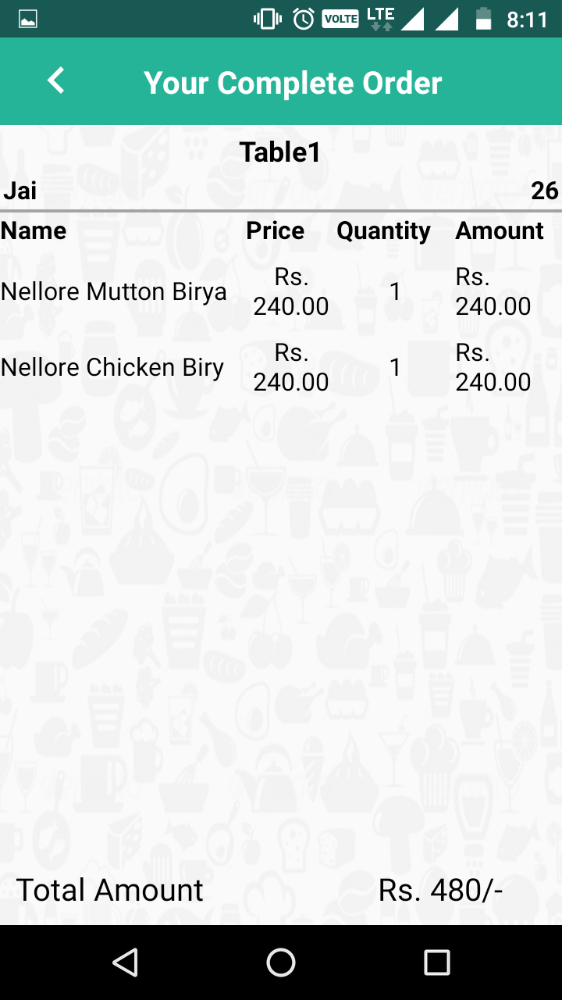 VOLTE LTE 8:11
Your Complete Order
Table1
Jai 26
Name Price Quantity Amount
Nellore Mutton Birya Rs. 240.00 1 Rs. 240.00
Nellore Chicken Biry Rs. 240.00 1 Rs. 240.00
Total Amount Rs. 480/-